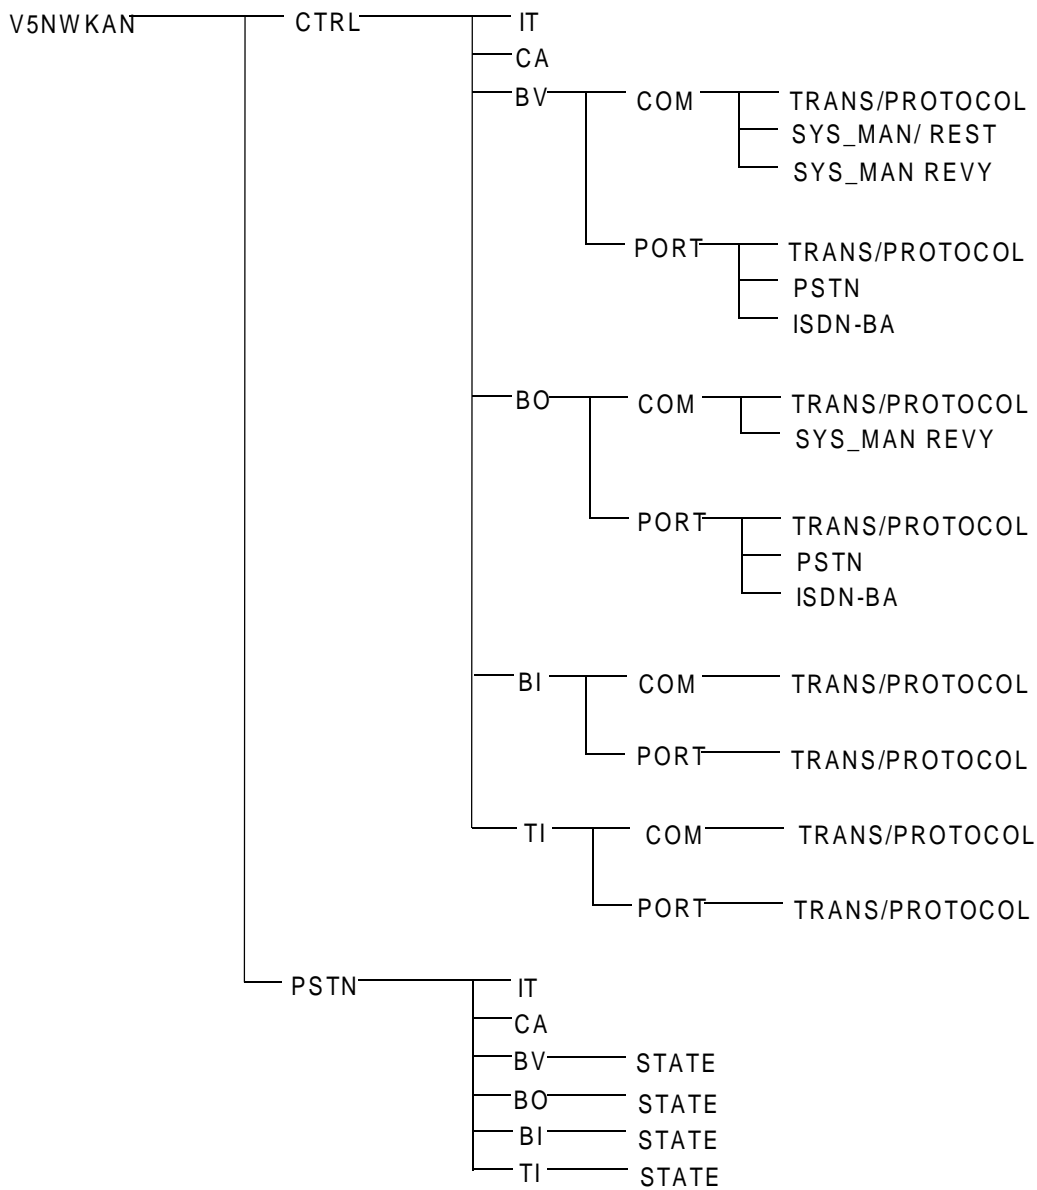 V5NWKAN CTRL IT
CA
BV COM TRANS/PROTOCOL
SYS_MAN/ REST
SYS_MAN REVY
PORT TRANS/PROTOCOL
PSTN
ISDN-BA
BO COM TRANS/PROTOCOL
SYS_MAN REVY
PORT TRANS/PROTOCOL
PSTN
ISDN-BA
BI COM TRANS/PROTOCOL
PORT TRANS/PROTOCOL
TI COM TRANS/PROTOCOL
PORT TRANS/PROTOCOL
PSTN IT
CA
BV STATE
BO STATE
BI STATE
TI STATE